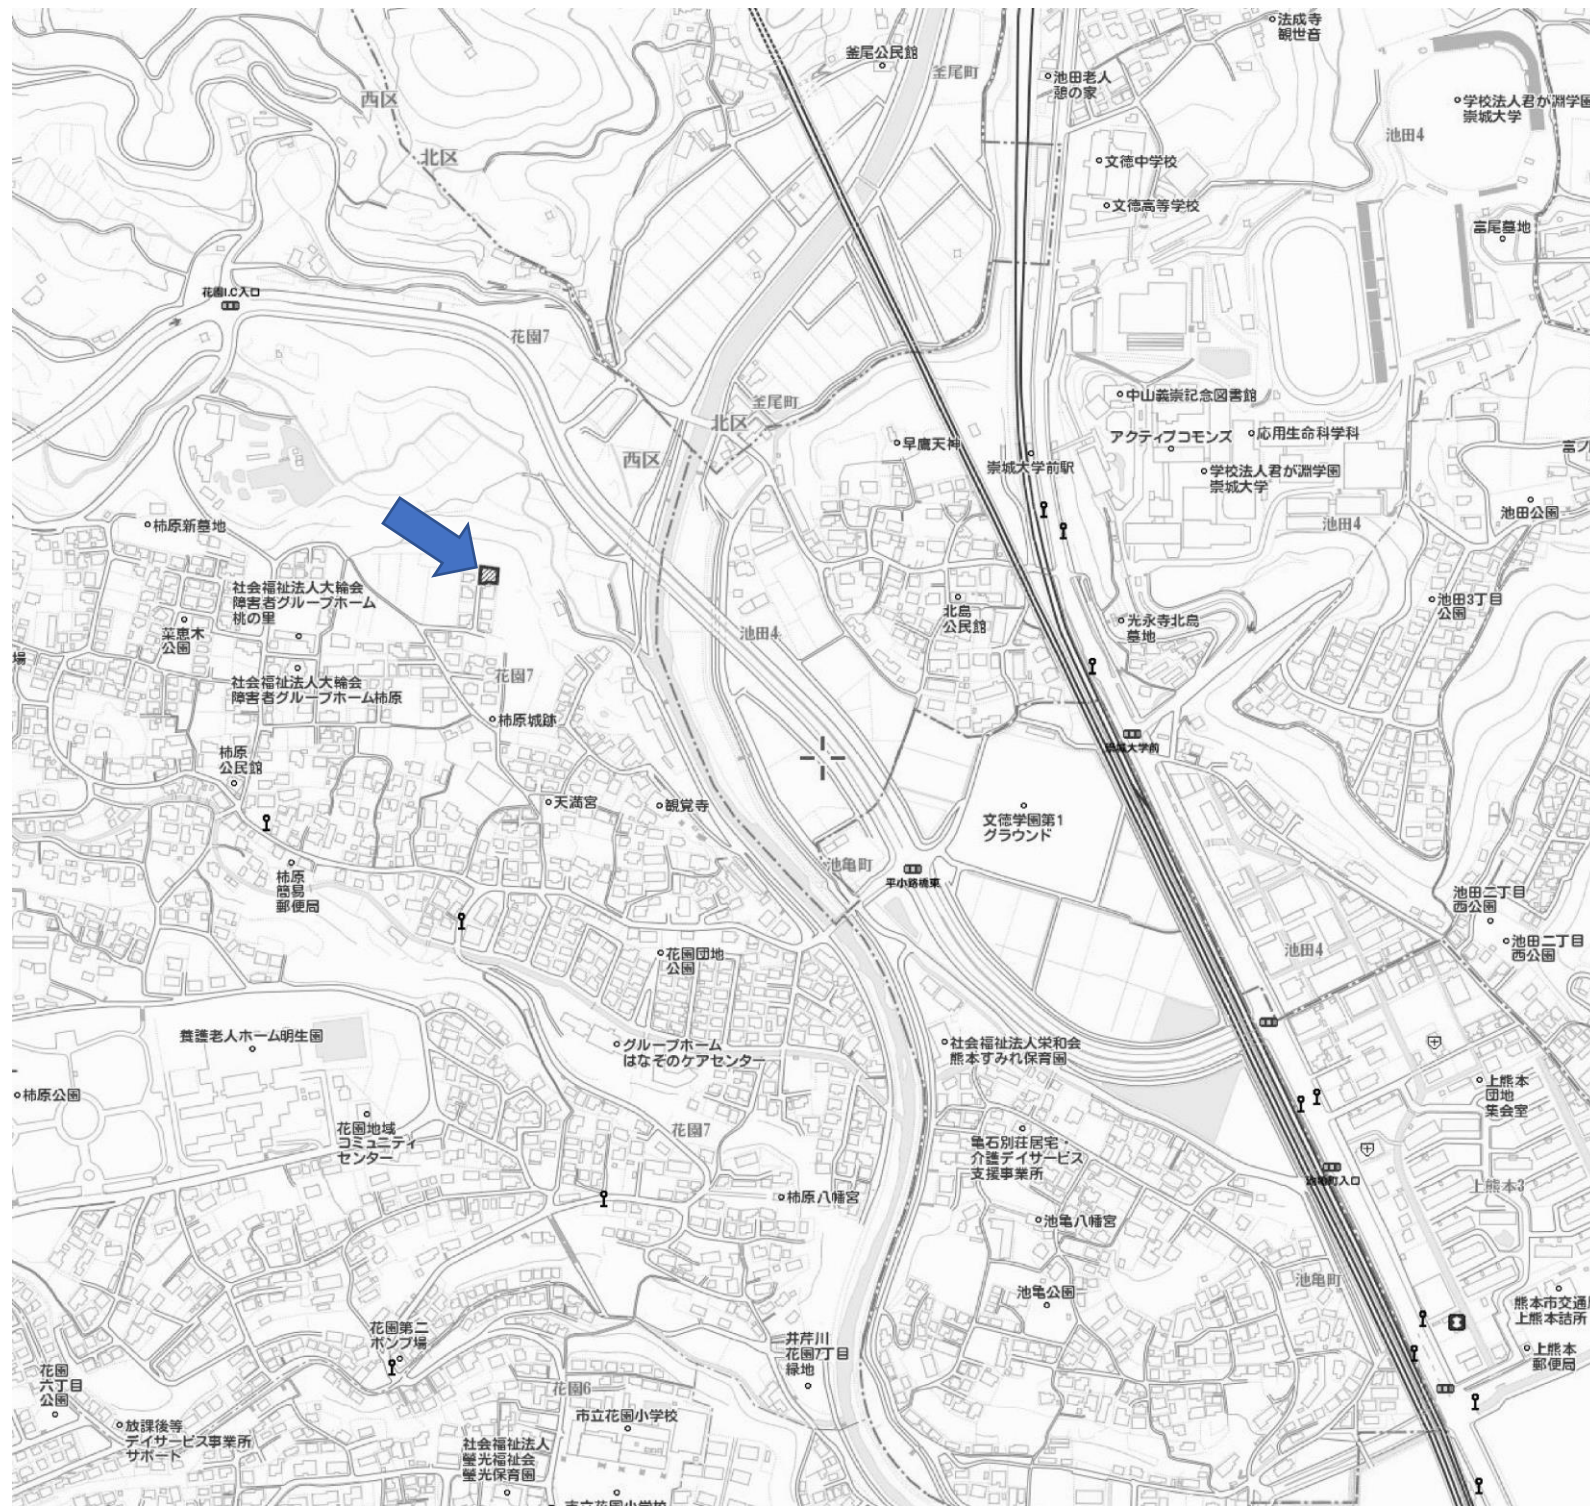 法成寺
観世音
釜尾公民館
釜尾町
池田老人
憩の家
西区
学校法人君が淵学園
崇城大学
池田4
北区
文徳中学校
文徳高等学校
富尾墓地
花園I.C入口
花園7
中山義崇記念図書館
釜尾町
北区
アクティブコモンズ
応用生命科学科
早鷹天神
西区
崇城大学前駅
学校法人君が淵学園
崇城大学
池田公園
柿原新墓地
池田4
社会福祉法人大輪会
障害者グループホーム
桃の里
菜恵木
公園
北島
公民館
池田3丁目
公園
光永寺北島
墓地
場
池田4
花園7
社会福祉法人大輪会
障害者グループホーム柿原
柿原城跡
崇城大学前
柿原
公民館
天満宮
観覚寺
文徳学園第1
グラウンド
池亀町
平小路橋東
柿原
簡易
郵便局
池田二丁目
西公園
池田4
池田二丁目
西公園
花園団地
公園
養護老人ホーム明生園
グループホーム
はなぞのケアセンター
社会福祉法人栄和会
熊本すみれ保育園
柿原公園
上熊本
団地
集会室
花園地域
コミュニティ
センター
花園7
亀石別荘居宅・
介護デイサービス
支援事業所
池亀町入口
上熊本3
柿原八幡宮
池亀八幡宮
池亀町
池亀公園
熊本市交通
上熊本詰所
花園第二
ポンプ場
井芹川
花園7丁目
緑地
上熊本
郵便局
花園
六丁目
公園
花園6
市立花園小学校
放課後等
デイサービス事業所
サポート
社会福祉法人
蛍光福祉会
蛍光保育園
市立花園小学校